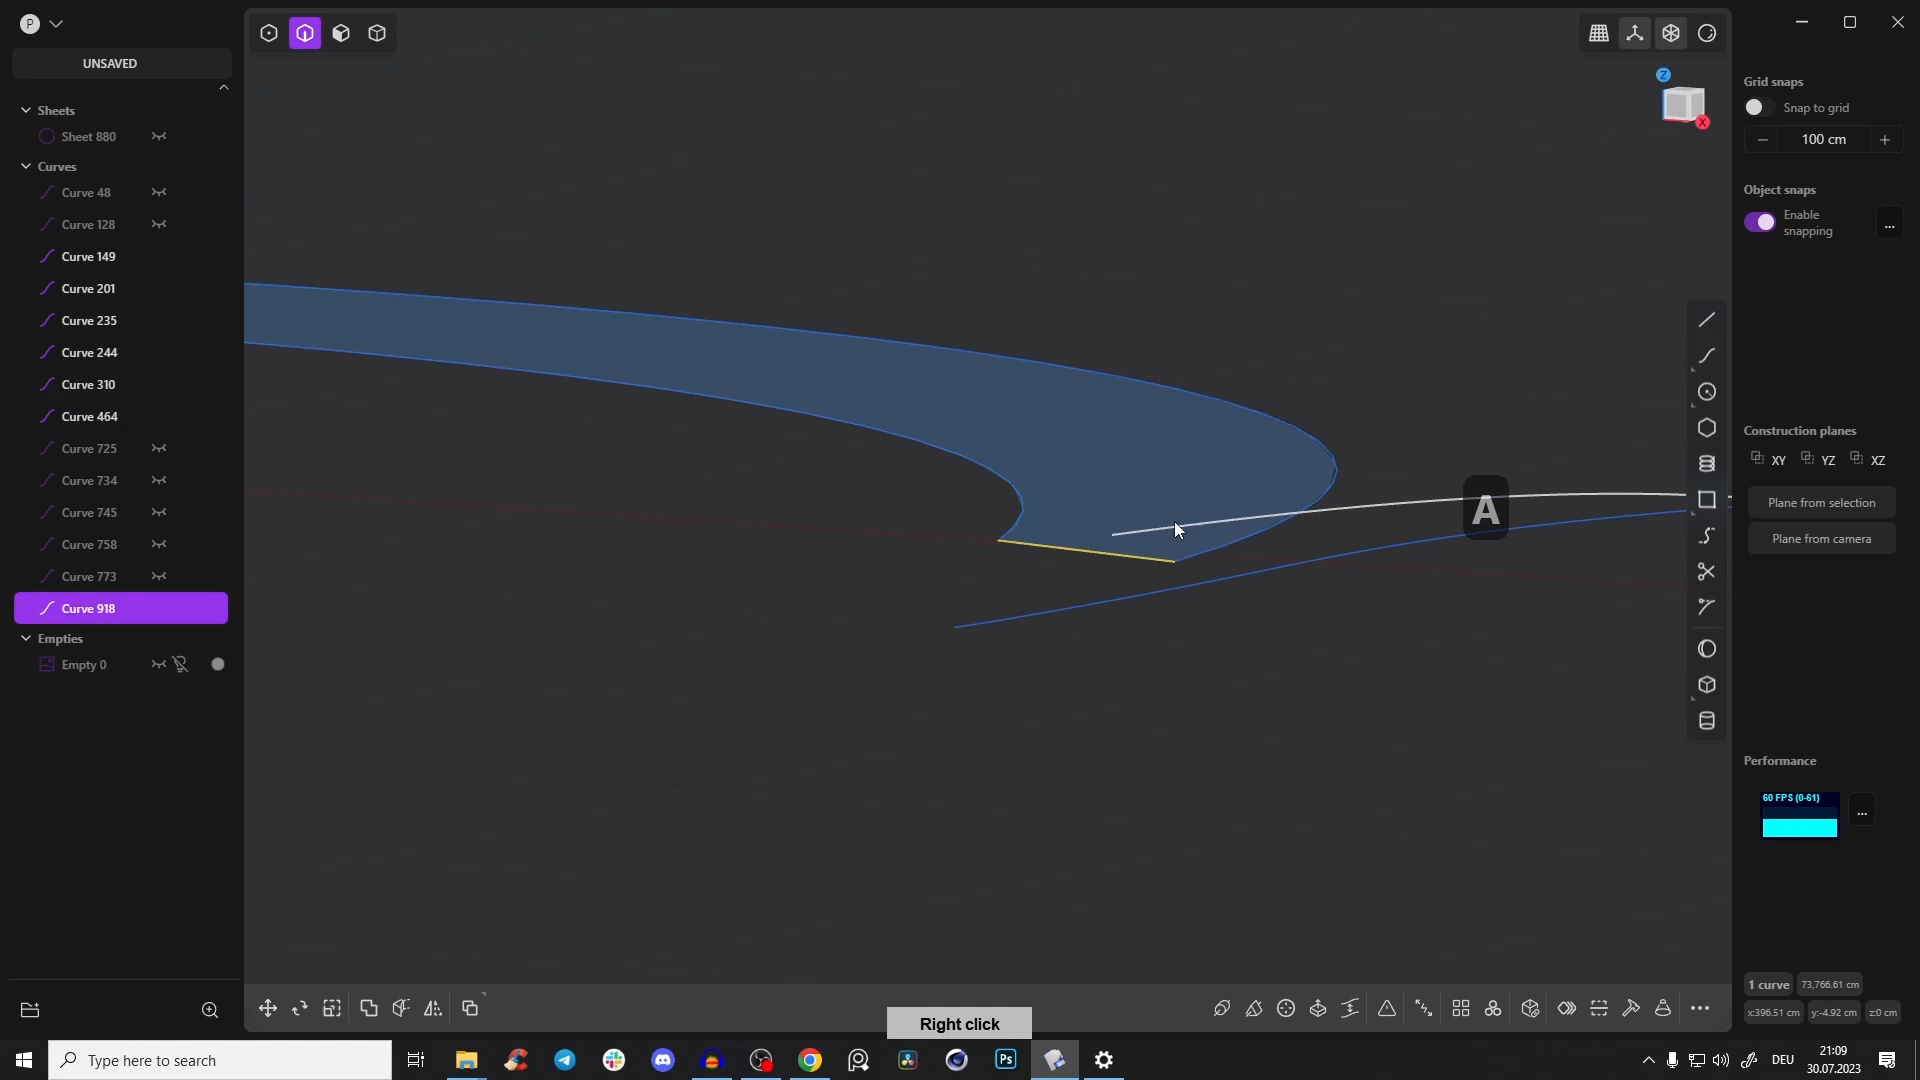 P
UNSAVED
Sheets
Sheet 880
Curves
Curve 48
Curve 128
Curve 149
Curve 201
Curve 235
Curve 244
Curve 310
Curve 464
Curve 725
Curve 734
Curve 745
Curve 758
Curve 773
Curve 918
Empties
Empty 0
Z
X
A
Grid snaps
Snap to grid
100 cm
Object snaps
Enable
snapping
...
Construction planes
XY YZ XZ
Plane from selection
Plane from camera
Performance
60 FPS (0-61)
...
1 curve 73,766.61 cm
x:396.51 cm y:-4.92 cm z:0 cm
Right click
Type here to search
Ps
DEU
21:09
30.07.2023